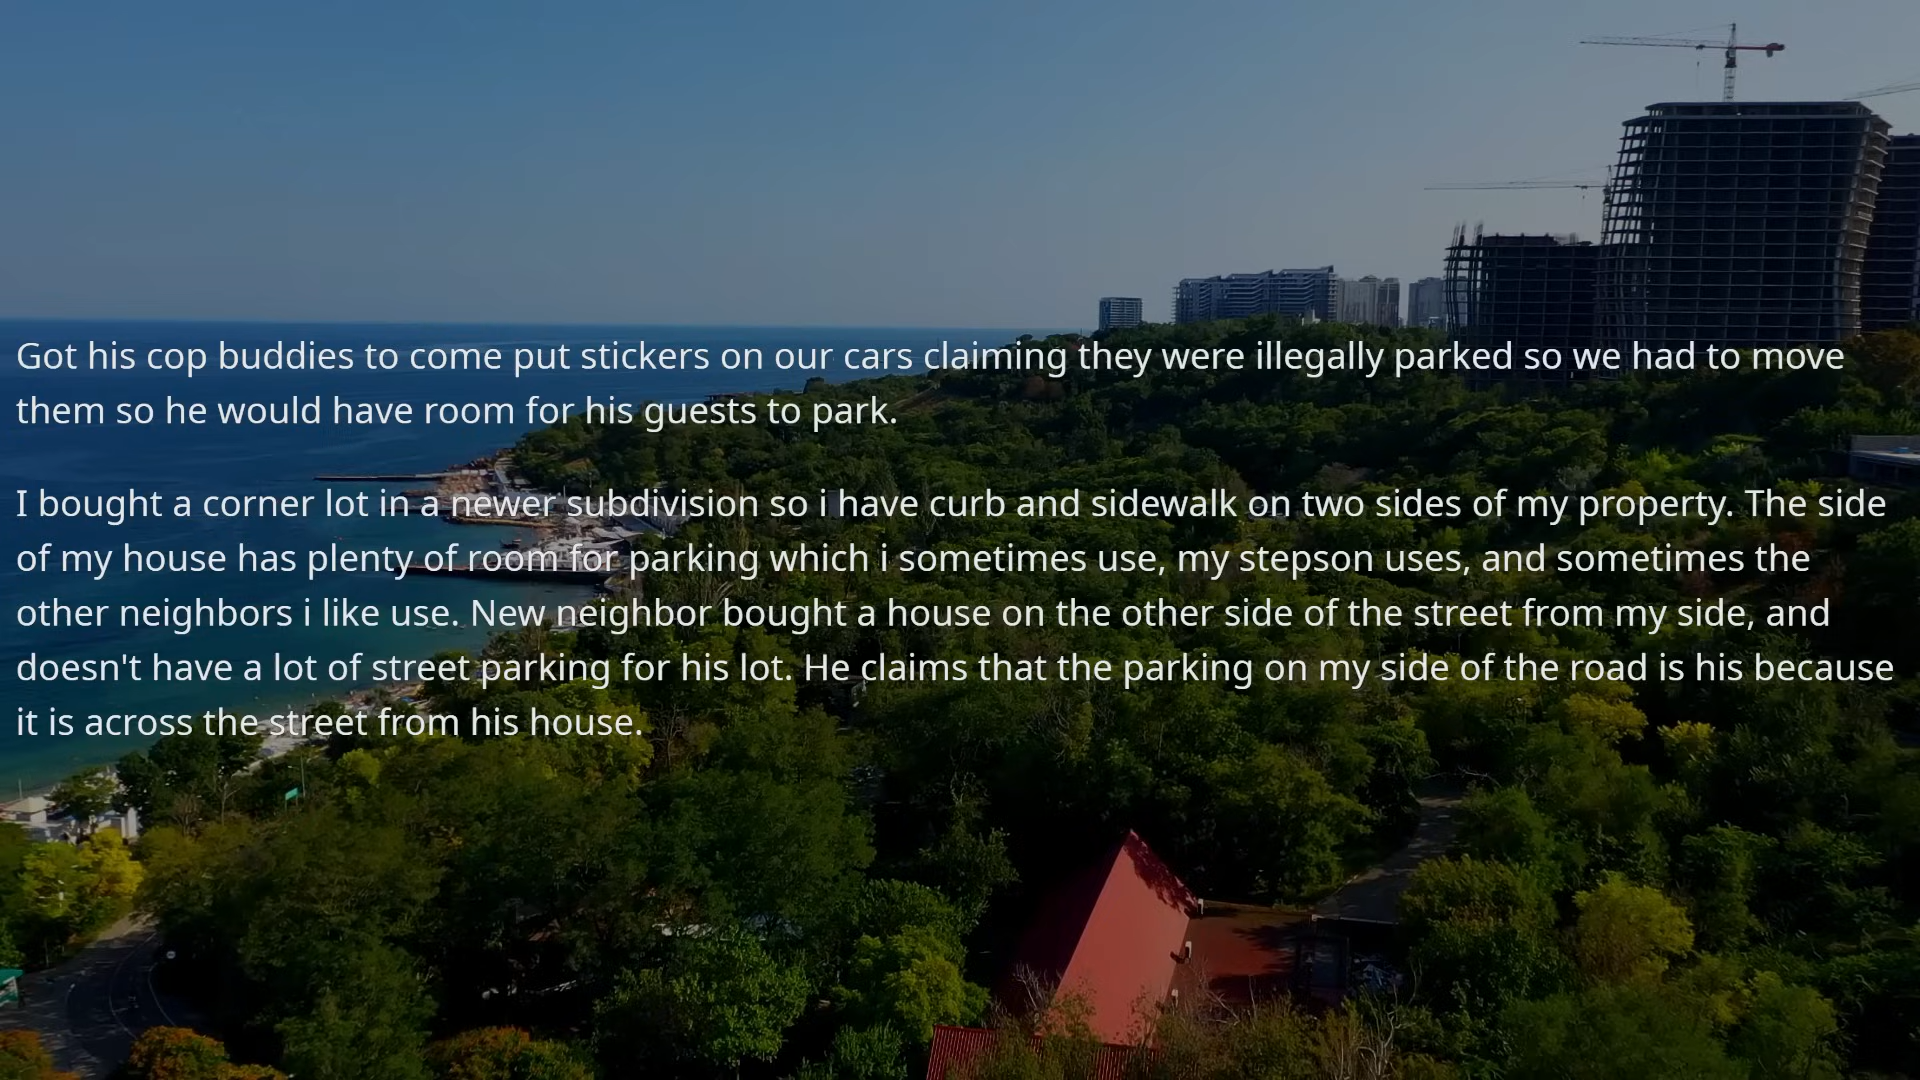 Got his cop buddies to come put stickers on our cars claiming they were illegally parked so we had to move
them so he would have room for his guests to park.
I bought a corner lot in a newer subdivision so i have curb and sidewalk on two sides of my property. The side
of my house has plenty of room for parking which i sometimes use, my stepson uses, and sometimes the
other neighbors i like use. New neighbor bought a house on the other side of the street from my side, and
doesn't have a lot of street parking for his lot. He claims that the parking on my side of the road is his because
it is across the street from his house.